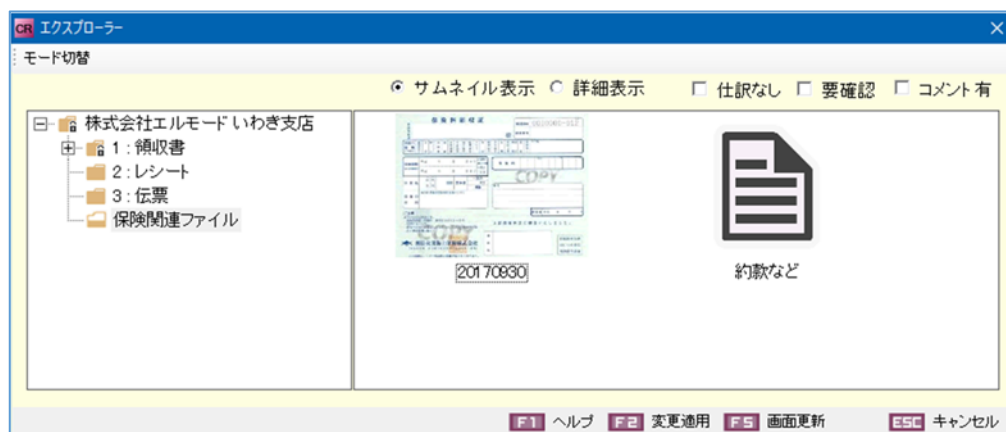 CR エクスプローラー
モード切替
サムネイル表示 詳細表示 仕訳なし 要確認 コメント有
株式会社エルモード いわき支店
1:領収書
2:レシート
3:伝票
保険関連ファイル
COPY
COPY
20170930
約款など
F1 ヘルプ F2 変更適用 F5 画面更新 ESC キャンセル